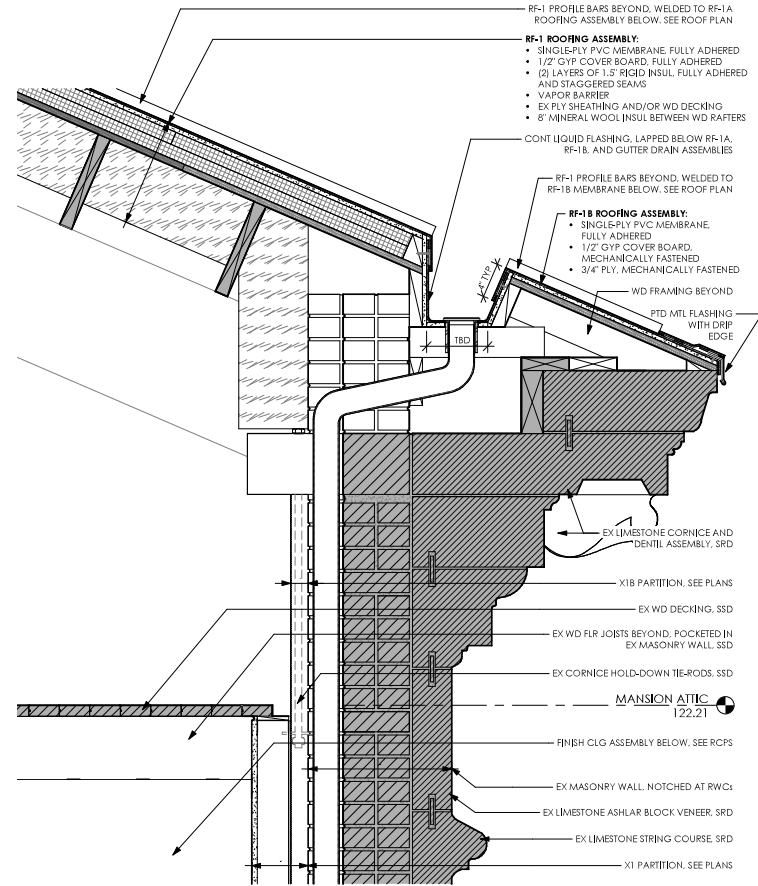 RF-1 PROFILE BARS BEYOND, WELDED TO RF-1A
ROOFING ASSEMBLY BELOW. SEE ROOF PLAN
RF-1 ROOFING ASSEMBLY:
• SINGLE-PLY PVC MEMBRANE, FULLY ADHERED
• 1/2" GYP COVER BOARD, FULLY ADHERED
• (2) LAYERS OF 1.5" RIGID INSUL, FULLY ADHERED
AND STAGGERED SEAMS
• VAPOR BARRIER
• EX PLY SHEATHING AND/OR WD DECKING
• 8" MINERAL WOOL INSUL BETWEEN WD RAFTERS
CONT LIQUID FLASHING, LAPPED BELOW RF-1A,
RF-1B, AND GUTTER DRAIN ASSEMBLIES
RF-1 PROFILE BARS BEYOND, WELDED TO
RF-1B MEMBRANE BELOW. SEE ROOF PLAN
RF-1B ROOFING ASSEMBLY:
• SINGLE-PLY PVC MEMBRANE,
FULLY ADHERED
• 1/2" GYP COVER BOARD,
MECHANICALLY FASTENED
• 3/4" PLY, MECHANICALLY FASTENED
4" TYP
WD FRAMING BEYOND
PTD MTL FLASHING
WITH DRIP
EDGE
TBD
EX LIMESTONE CORNICE AND
DENTIL ASSEMBLY, SRD
X1B PARTITION, SEE PLANS
EX WD DECKING, SSD
EX WD FLR JOISTS BEYOND, POCKETED IN
EX MASONRY WALL, SSD
EX CORNICE HOLD-DOWN TIE-RODS, SSD
MANSION ATTIC
122.21
FINISH CLG ASSEMBLY BELOW, SEE RCPS
EX MASONRY WALL, NOTCHED AT RWCs
EX LIMESTONE ASHLAR BLOCK VENEER, SRD
EX LIMESTONE STRING COURSE, SRD
X1 PARTITION, SEE PLANS